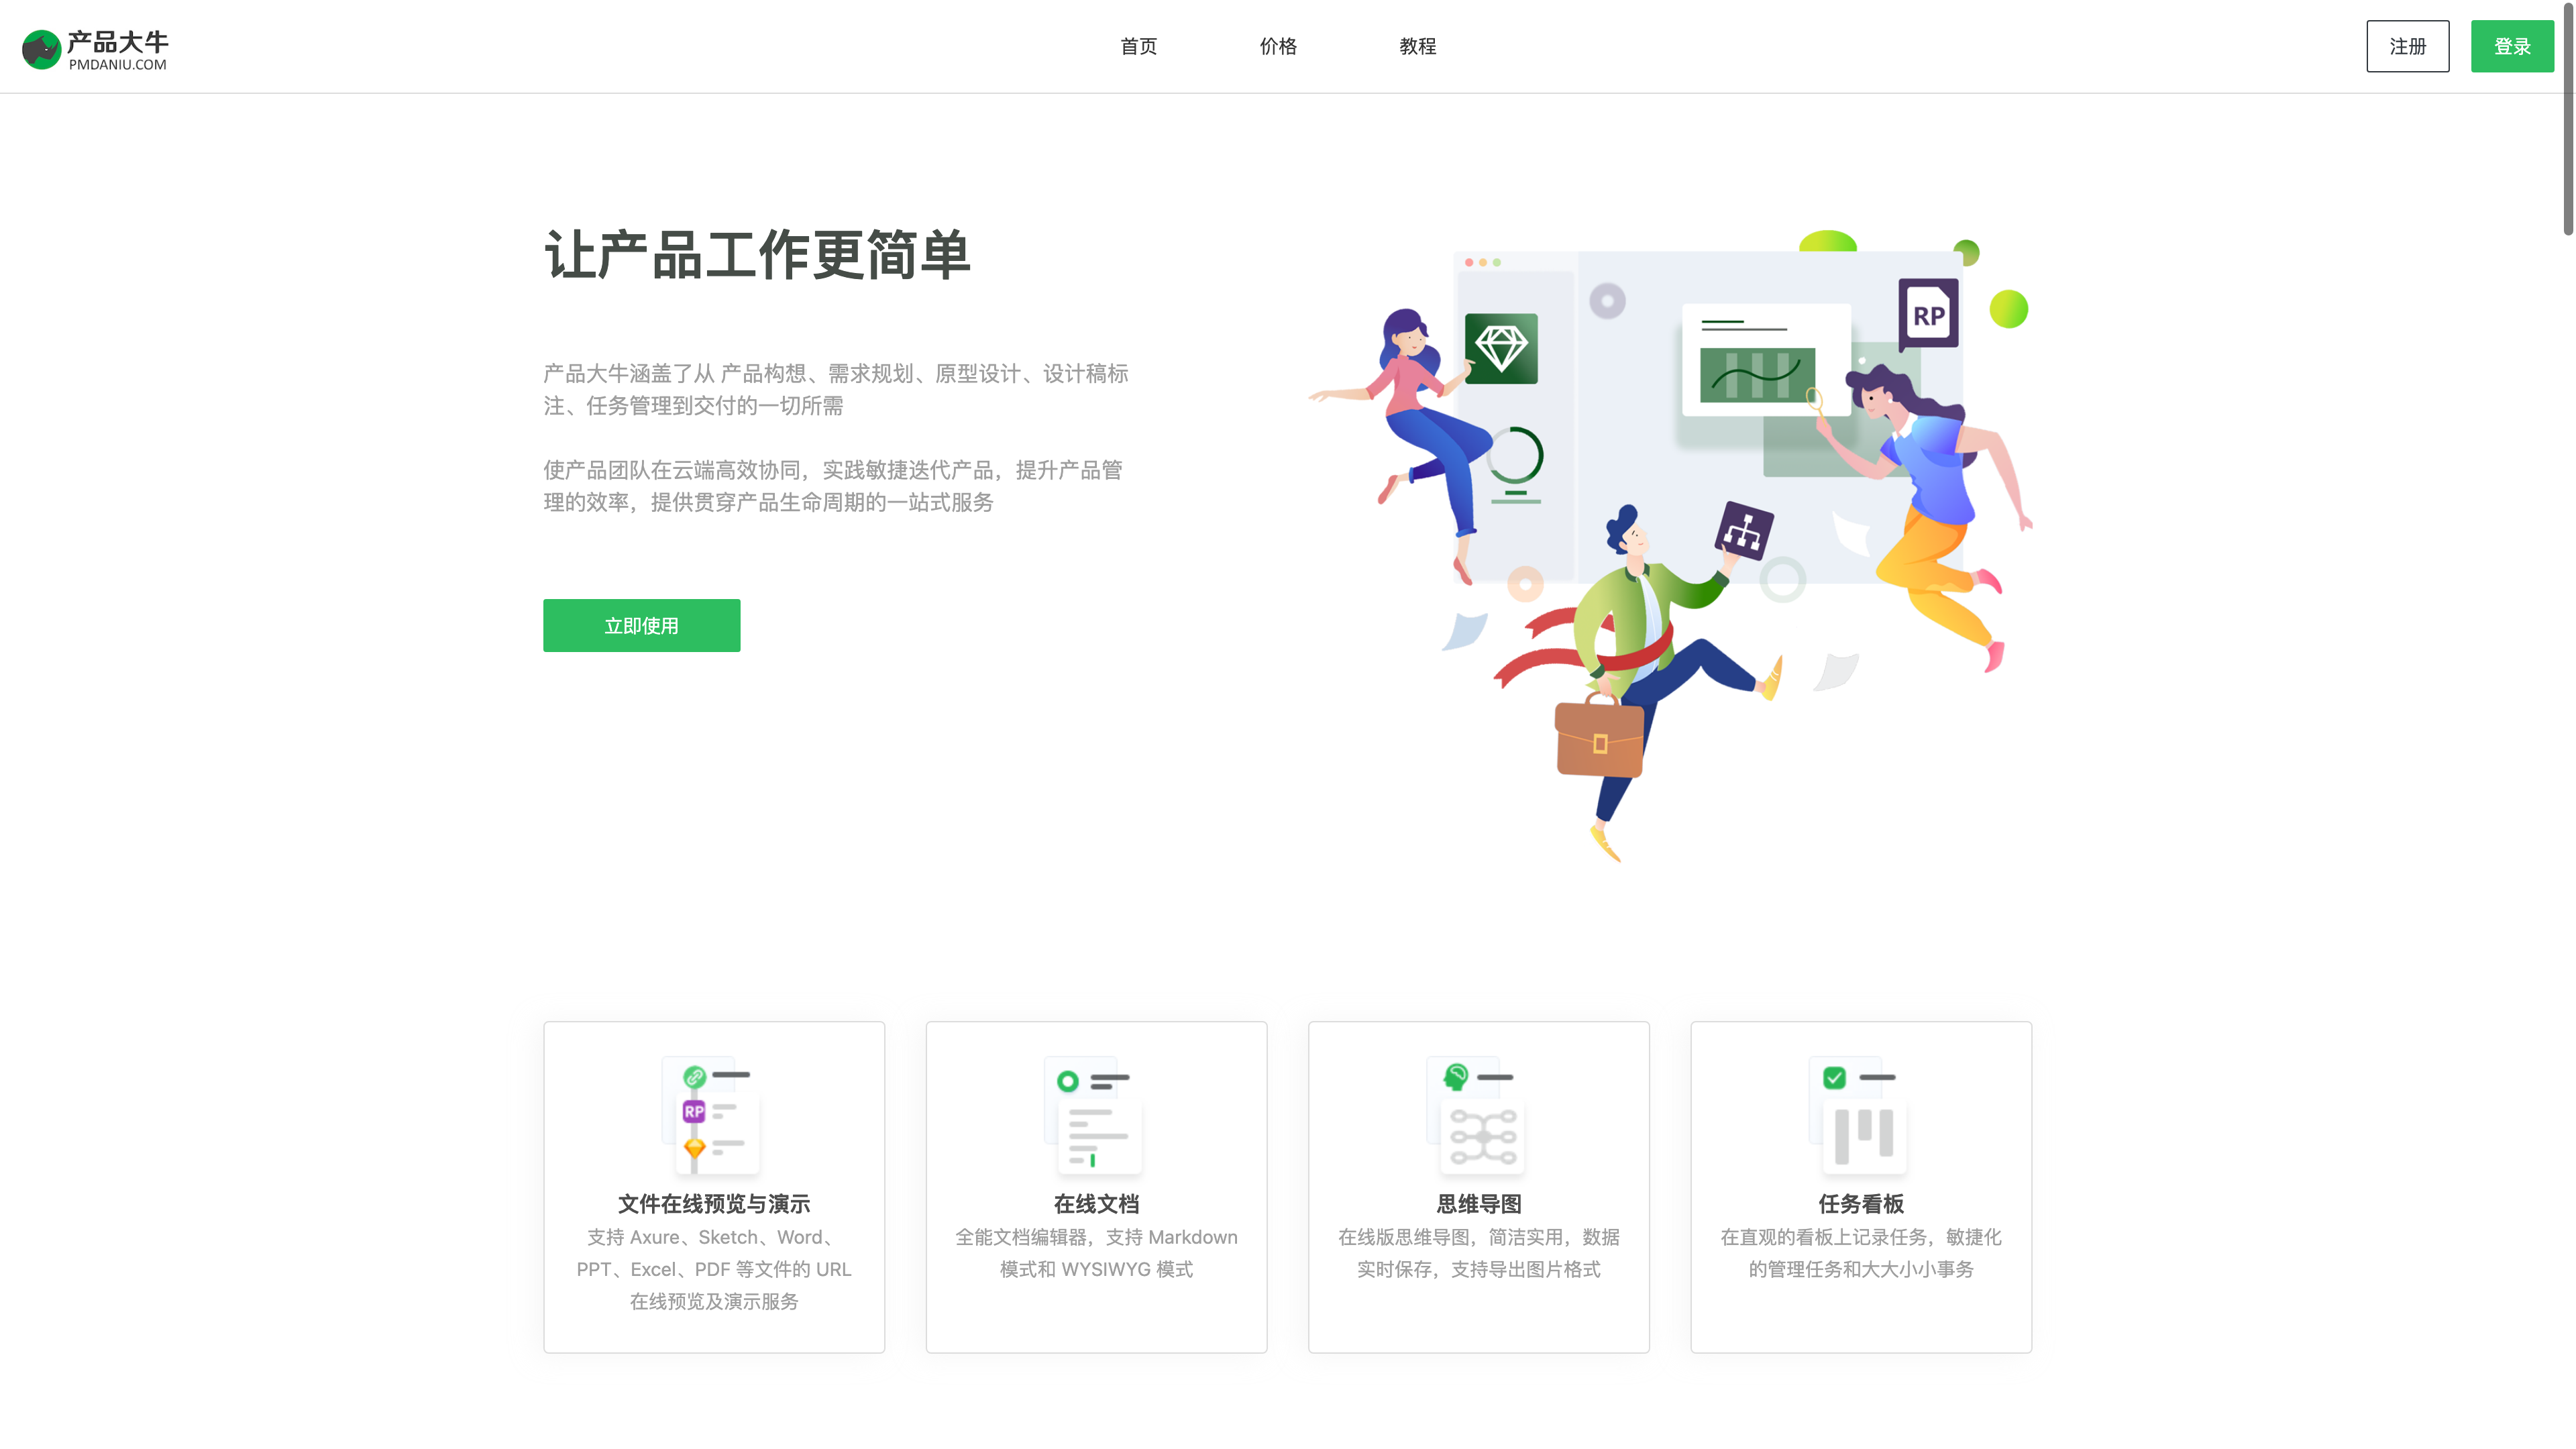 产品大牛
PMDANIU.COM
首页
价格
教程
注册
登录
让产品工作更简单
产品大牛涵盖了从 产品构想、需求规划、原型设计、设计稿标
注、任务管理到交付的一切所需
使产品团队在云端高效协同，实践敏捷迭代产品，提升产品管
理的效率，提供贯穿产品生命周期的一站式服务
立即使用
RP
RP
文件在线预览与演示
支持 Axure、Sketch、Word、
PPT、Excel、PDF 等文件的 URL
在线预览及演示服务
在线文档
全能文档编辑器，支持 Markdown
模式和 WYSIWYG 模式
思维导图
在线版思维导图，简洁实用，数据
实时保存，支持导出图片格式
任务看板
在直观的看板上记录任务，敏捷化
的管理任务和大大小小事务